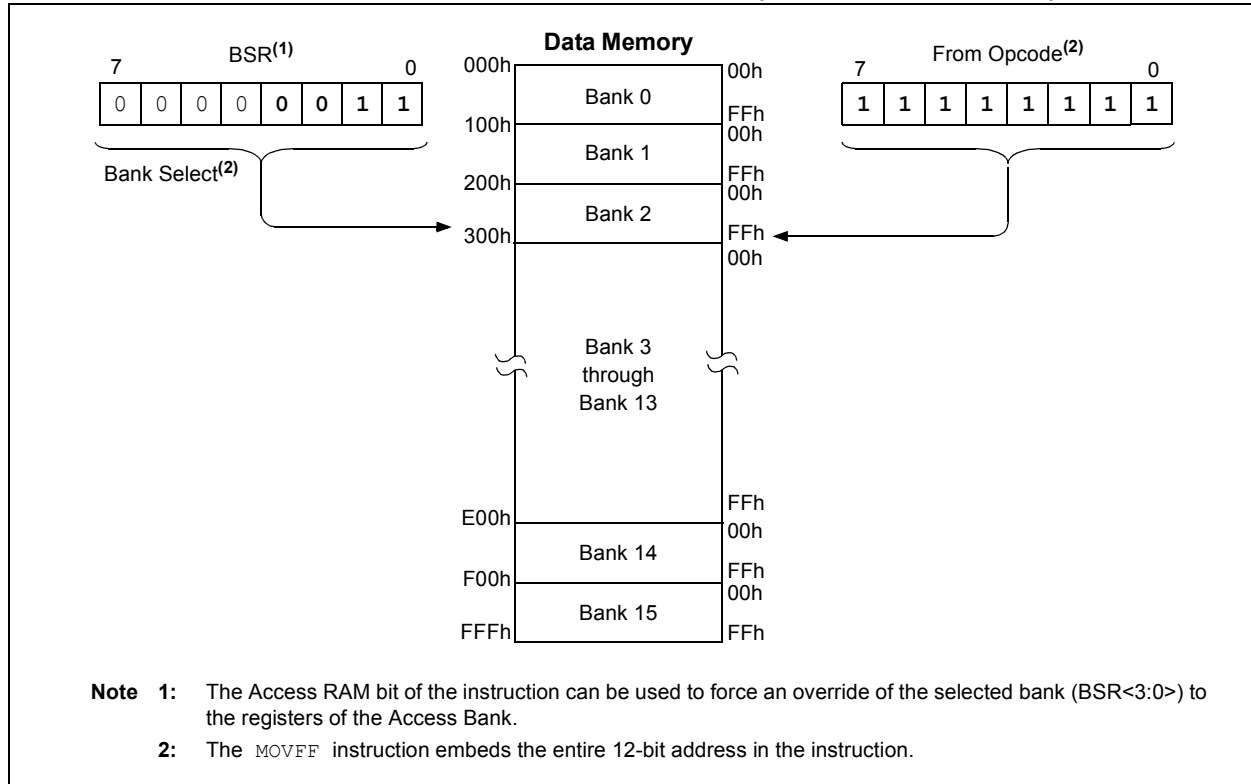 Data Memory
BSR(1)
7 0
0 0 0 0 0 0 1 1
Bank Select(2)
From Opcode(2)
7 0
1 1 1 1 1 1 1 1
000h
Bank 0
00h
FFh
100h
Bank 1
00h
FFh
200h
Bank 2
00h
FFh
300h
00h
Bank 3
through
Bank 13
FFh
E00h
Bank 14
00h
FFh
F00h
Bank 15
00h
FFFh
FFh
Note 1: The Access RAM bit of the instruction can be used to force an override of the selected bank (BSR<3:0>) to
the registers of the Access Bank.
2: The MOVFF instruction embeds the entire 12-bit address in the instruction.